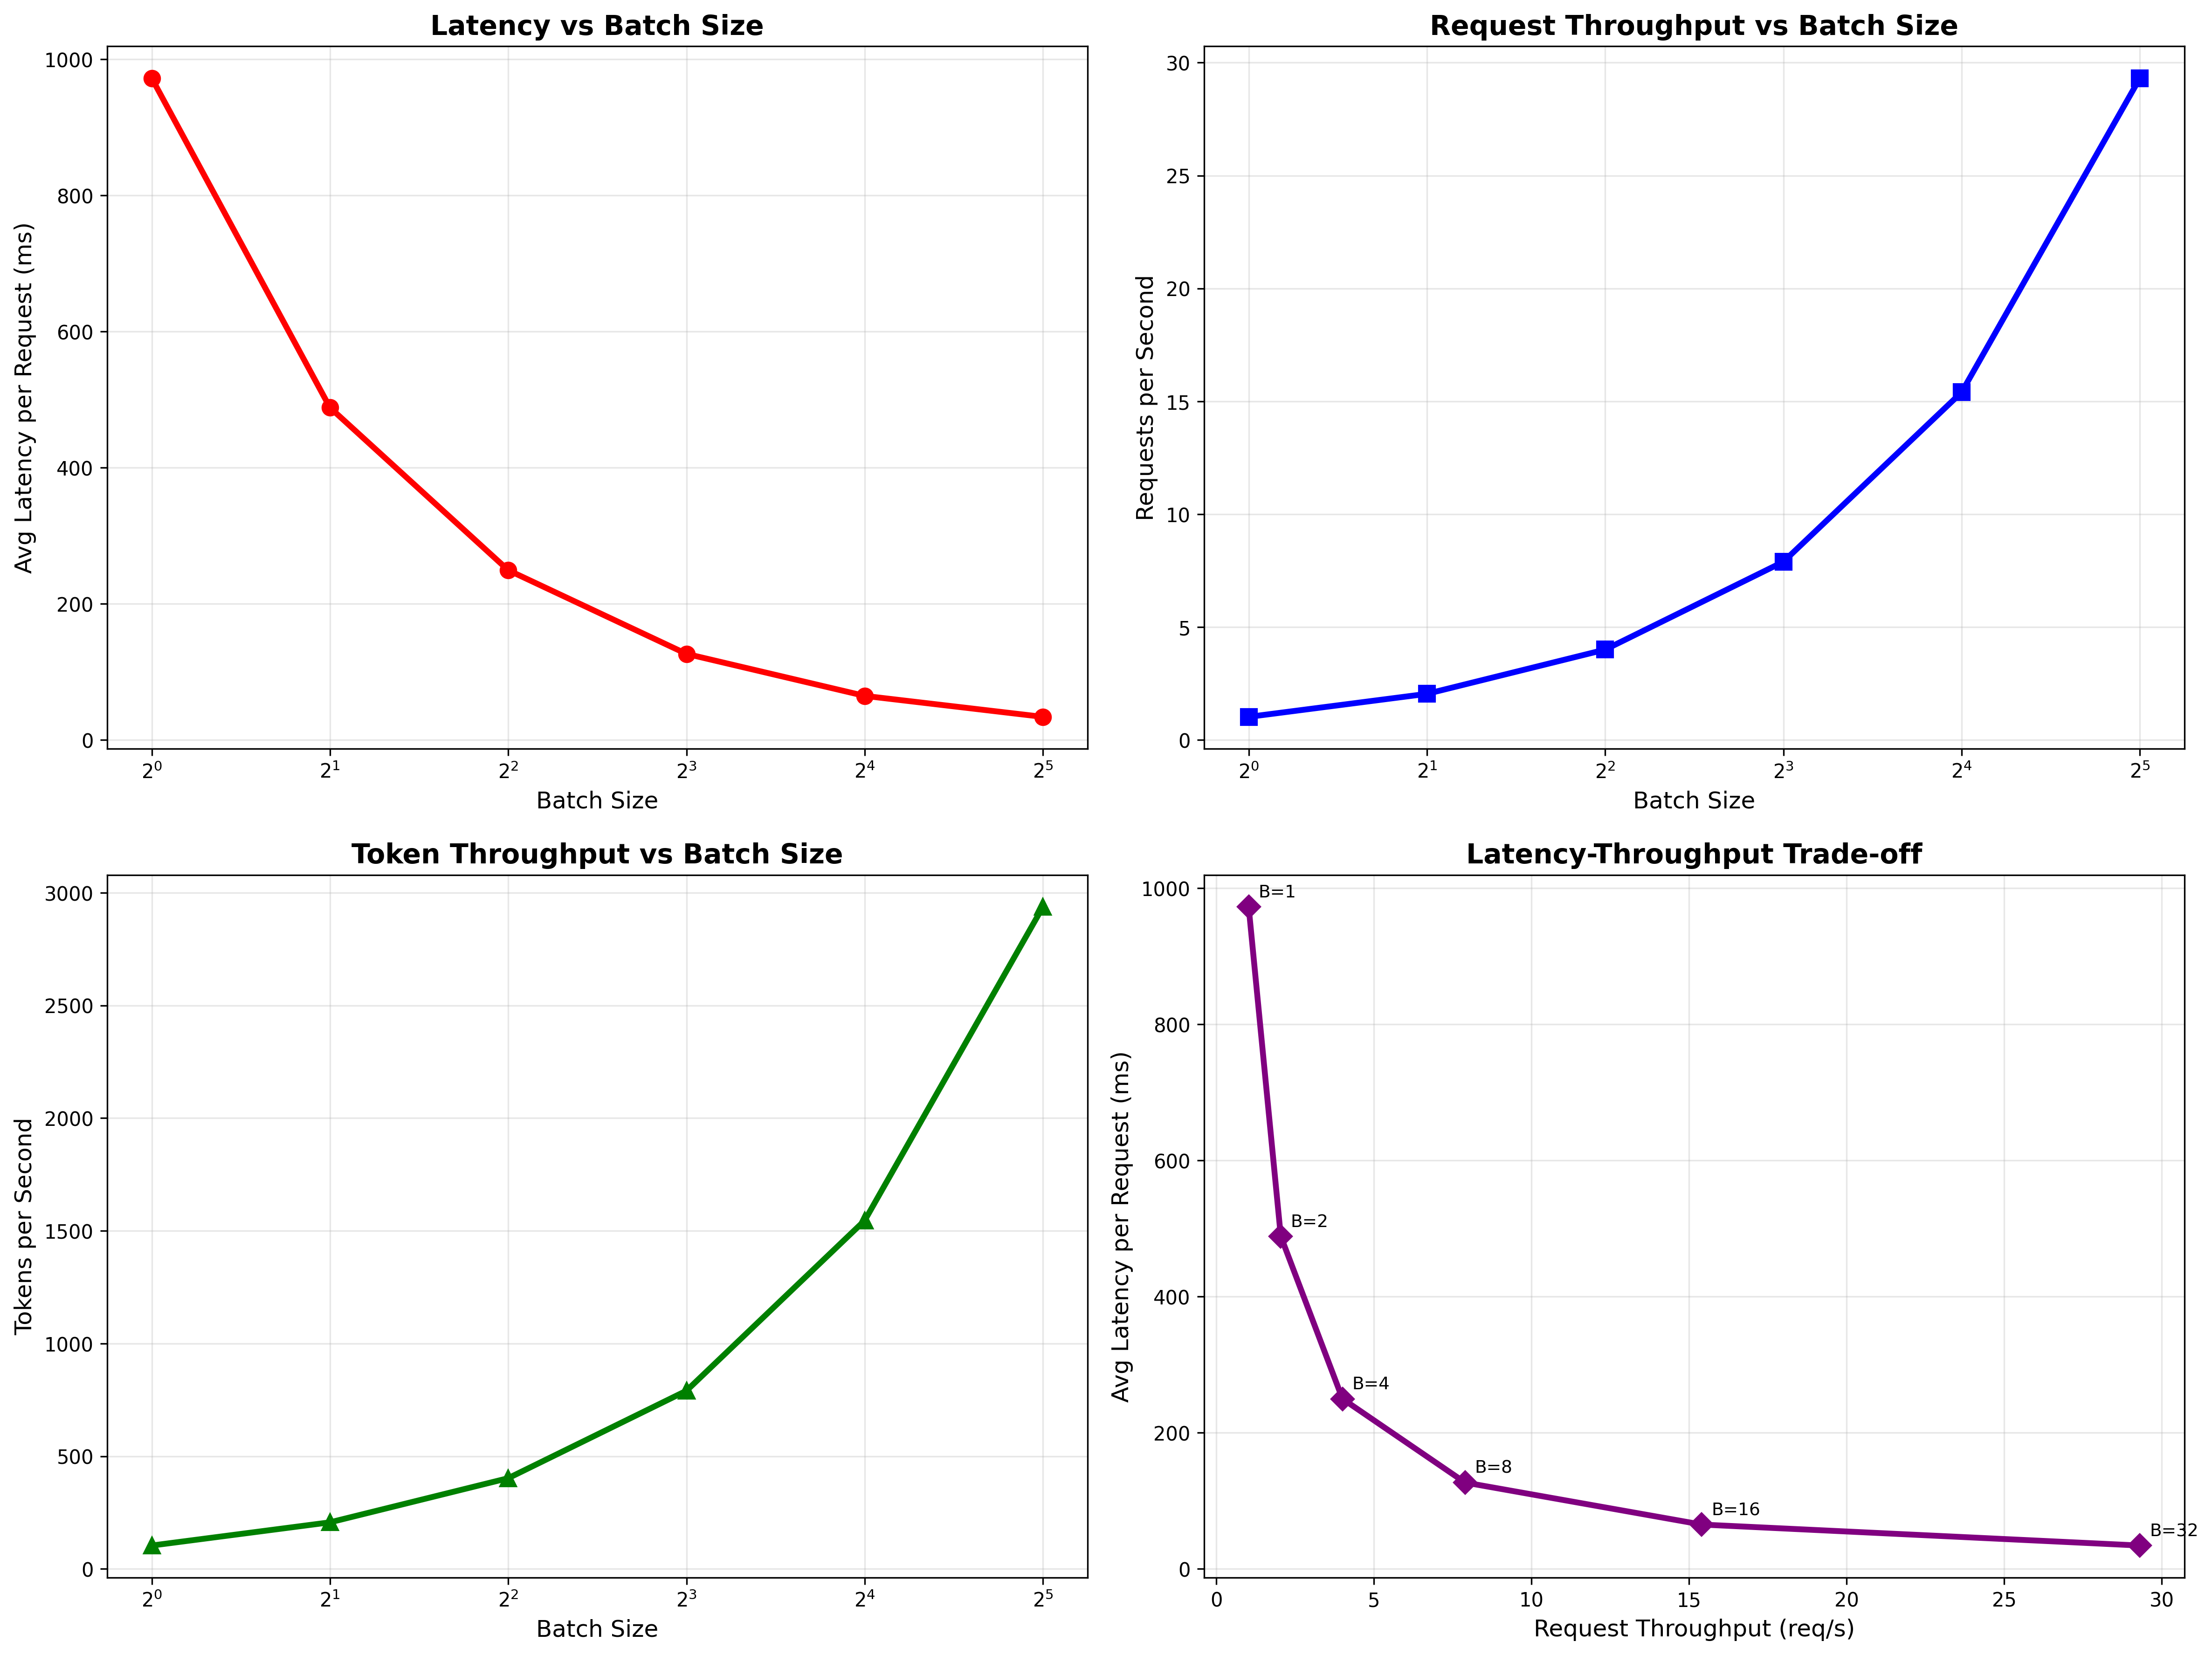 Latency vs Batch Size
Avg Latency per Request (ms)
1000
800
600
400
200
0
2⁰ 2¹ 2² 2³ 2⁴ 2⁵
Batch Size
Request Throughput vs Batch Size
Requests per Second
30
25
20
15
10
5
0
2⁰ 2¹ 2² 2³ 2⁴ 2⁵
Batch Size
Token Throughput vs Batch Size
Tokens per Second
3000
2500
2000
1500
1000
500
0
2⁰ 2¹ 2² 2³ 2⁴ 2⁵
Batch Size
Latency-Throughput Trade-off
Avg Latency per Request (ms)
1000
800
600
400
200
0
B=1
B=2
B=4
B=8
B=16
B=32
0 5 10 15 20 25 30
Request Throughput (req/s)